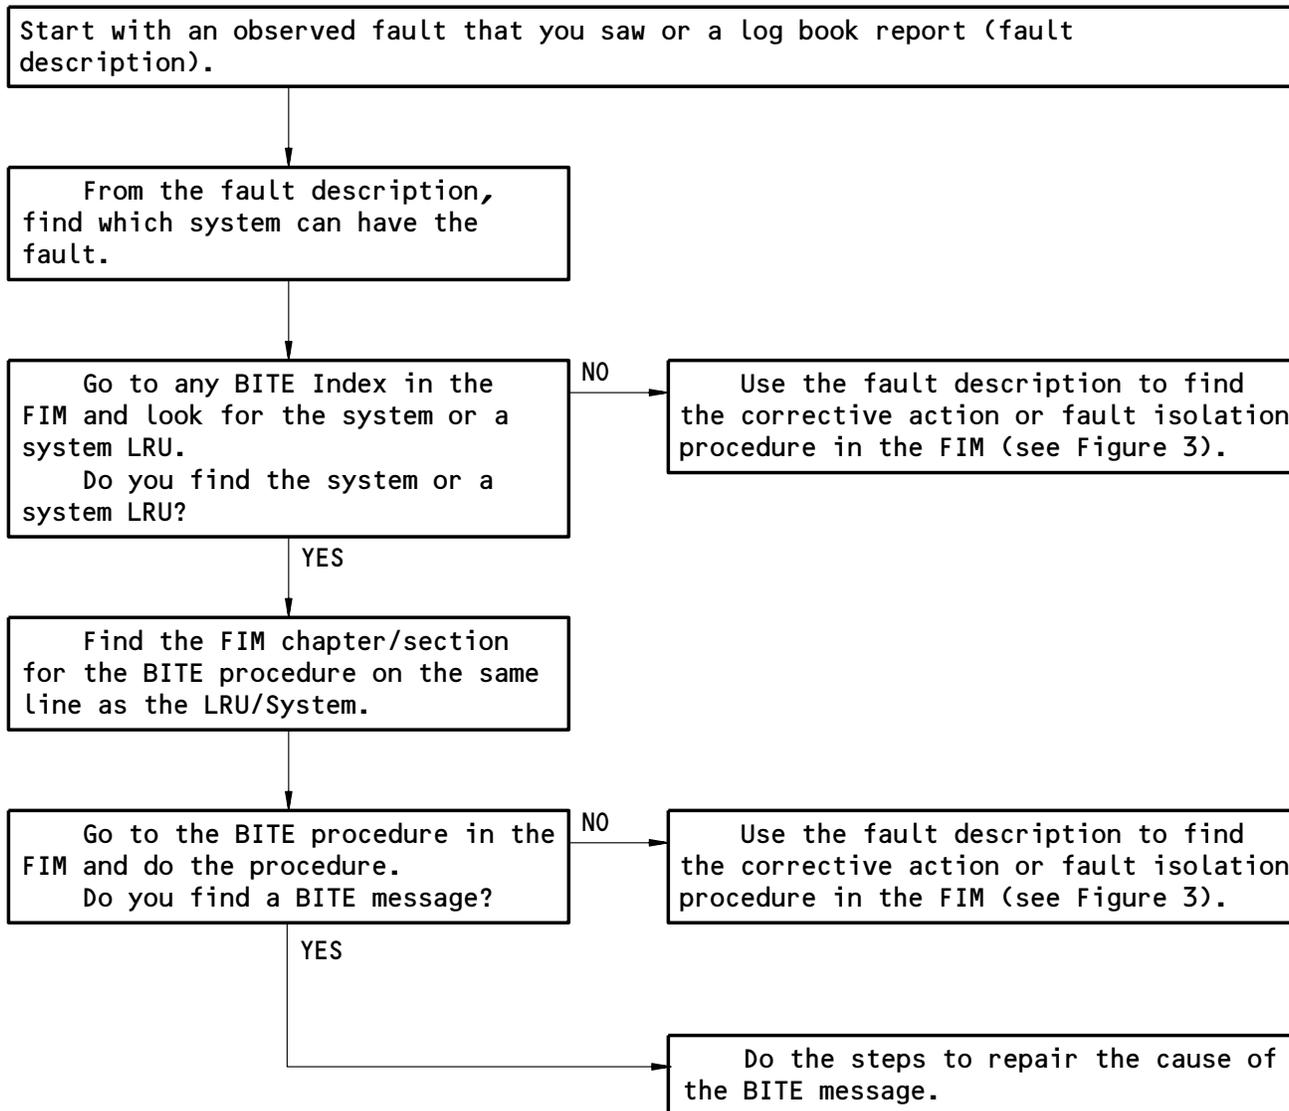 Start with an observed fault that you saw or a log book report (fault
description).
From the fault description,
find which system can have the
fault.
Go to any BITE Index in the
FIM and look for the system or a
system LRU.
Do you find the system or a
system LRU?
NO
Use the fault description to find
the corrective action or fault isolation
procedure in the FIM (see Figure 3).
YES
Find the FIM chapter/section
for the BITE procedure on the same
line as the LRU/System.
Go to the BITE procedure in the
FIM and do the procedure.
Do you find a BITE message?
NO
Use the fault description to find
the corrective action or fault isolation
procedure in the FIM (see Figure 3).
YES
Do the steps to repair the cause of
the BITE message.